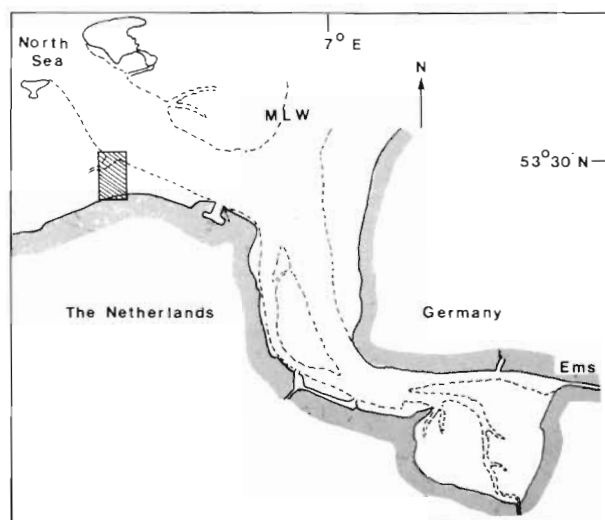 7° E
North
Sea
N
MLW
53°30' N
The Netherlands
Germany
Ems